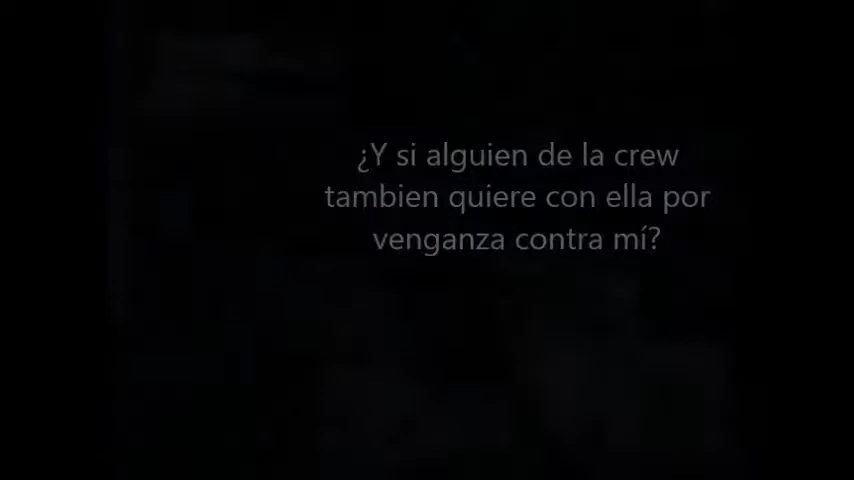 ¿Y si alguien de la crew
tambien quiere con ella por
venganza contra mí?